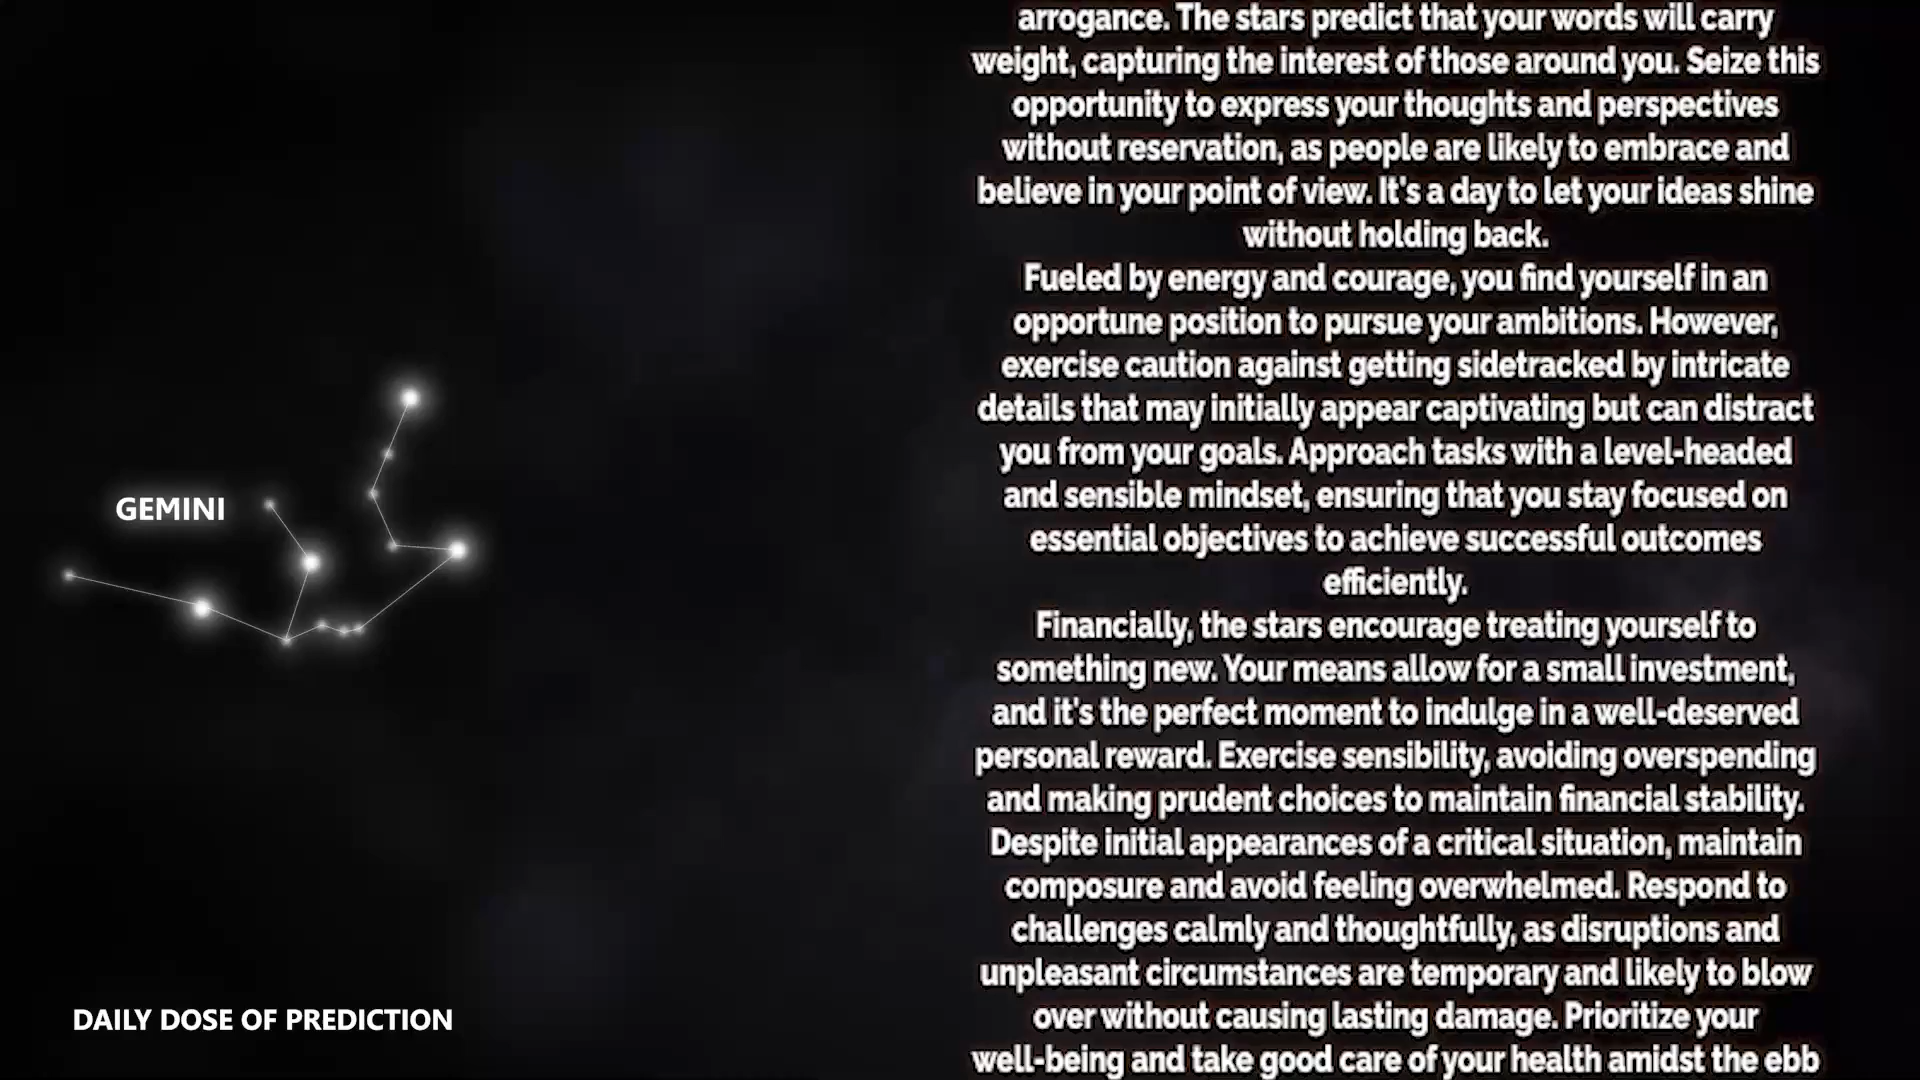 arrogance. The stars predict that your words will carry
weight, capturing the interest of those around you. Seize this
opportunity to express your thoughts and perspectives
without reservation, as people are likely to embrace and
believe in your point of view. It's a day to let your ideas shine
without holding back.
Fueled by energy and courage, you find yourself in an
opportune position to pursue your ambitions. However,
exercise caution against getting sidetracked by intricate
details that may initially appear captivating but can distract
you from your goals. Approach tasks with a level-headed
and sensible mindset, ensuring that you stay focused on
essential objectives to achieve successful outcomes
efficiently.
Financially, the stars encourage treating yourself to
something new. Your means allow for a small investment,
and it's the perfect moment to indulge in a well-deserved
personal reward. Exercise sensibility, avoiding overspending
and making prudent choices to maintain financial stability.
Despite initial appearances of a critical situation, maintain
composure and avoid feeling overwhelmed. Respond to
challenges calmly and thoughtfully, as disruptions and
unpleasant circumstances are temporary and likely to blow
over without causing lasting damage. Prioritize your
well-being and take good care of your health amidst the ebb
GEMINI
DAILY DOSE OF PREDICTION